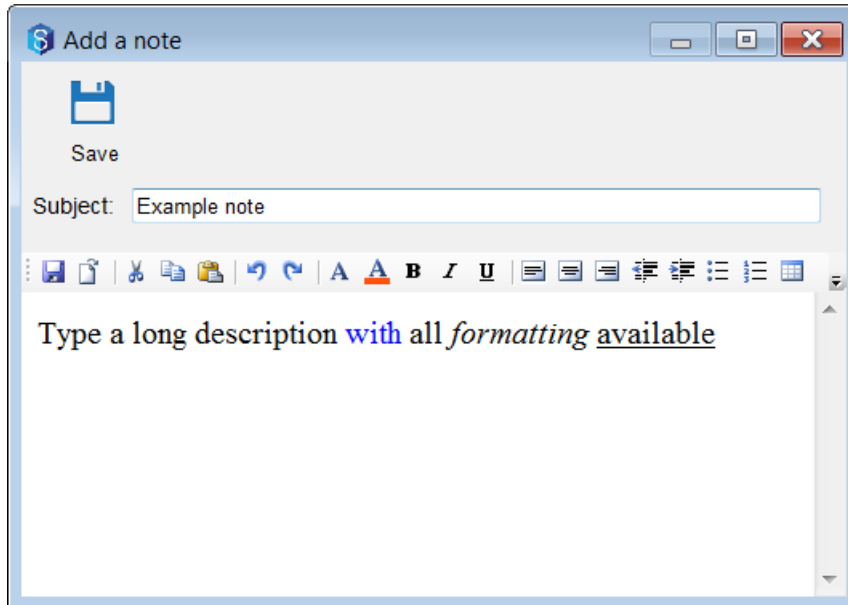 Add a note
Save
Subject: Example note
A A B I U
Type a long description with all formatting available